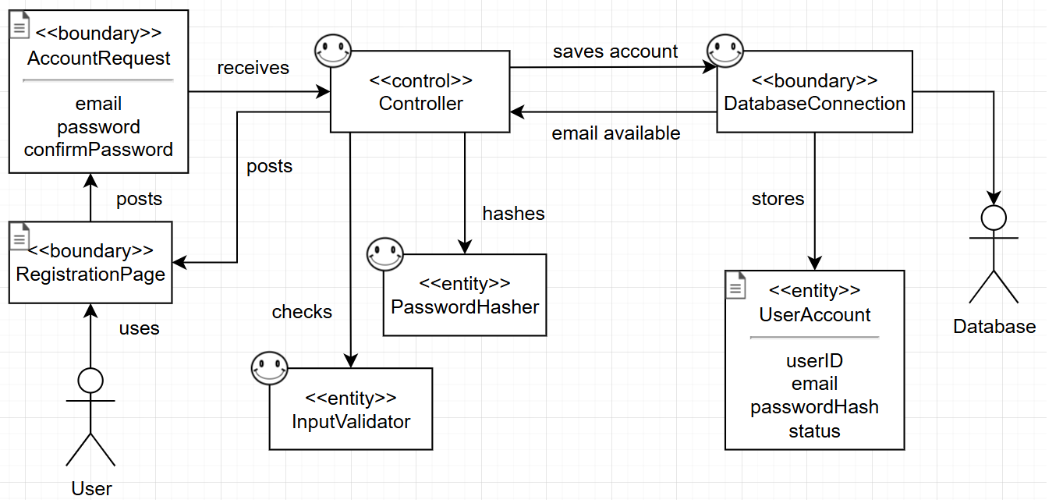 <<boundary>>
AccountRequest
email
password
confirmPassword
receives
<<control>>
Controller
saves account
email available
<<boundary>>
DatabaseConnection
posts
posts
hashes
stores
<<boundary>>
RegistrationPage
<<entity>>
PasswordHasher
<<entity>>
UserAccount
userID
email
passwordHash
status
Database
uses
checks
<<entity>>
InputValidator
User